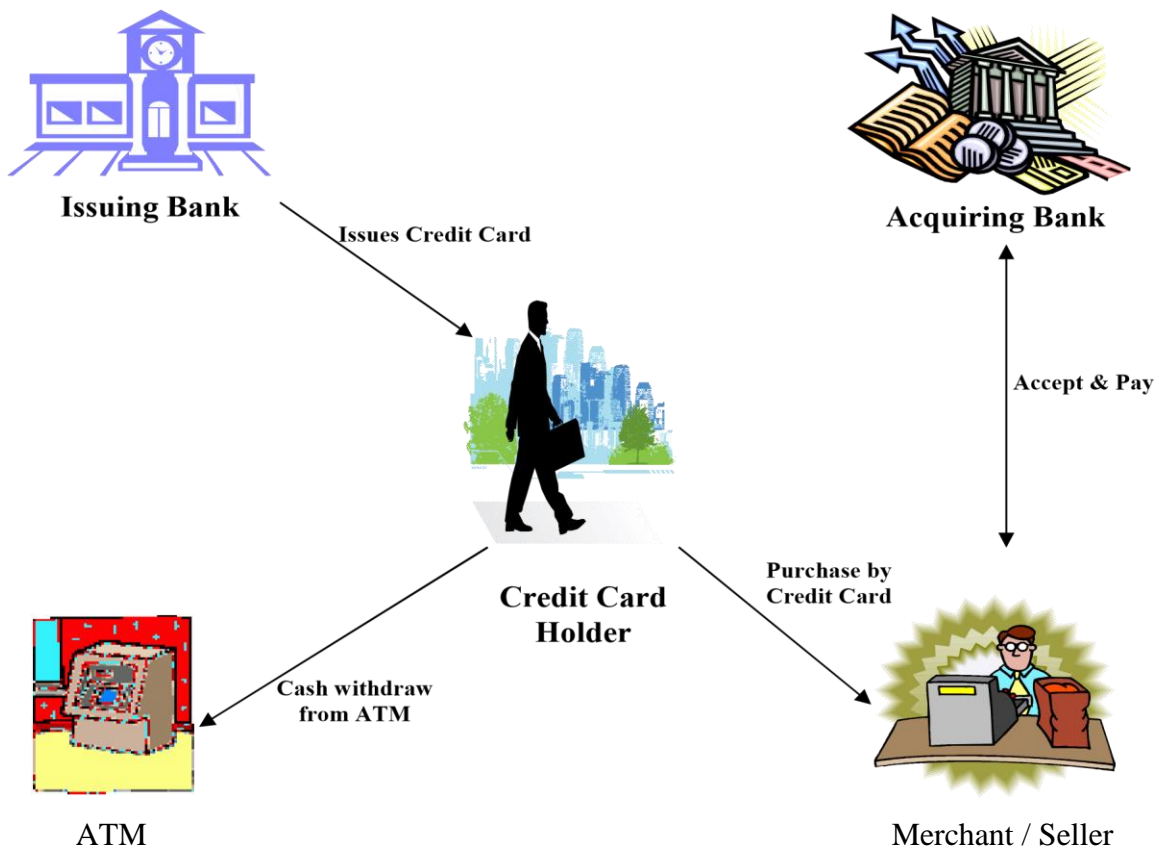 Issuing Bank
Acquiring Bank
Issues Credit Card
Accept & Pay
Purchase by
Credit Card
Credit Card
Holder
Cash withdraw
from ATM
ATM
Merchant / Seller